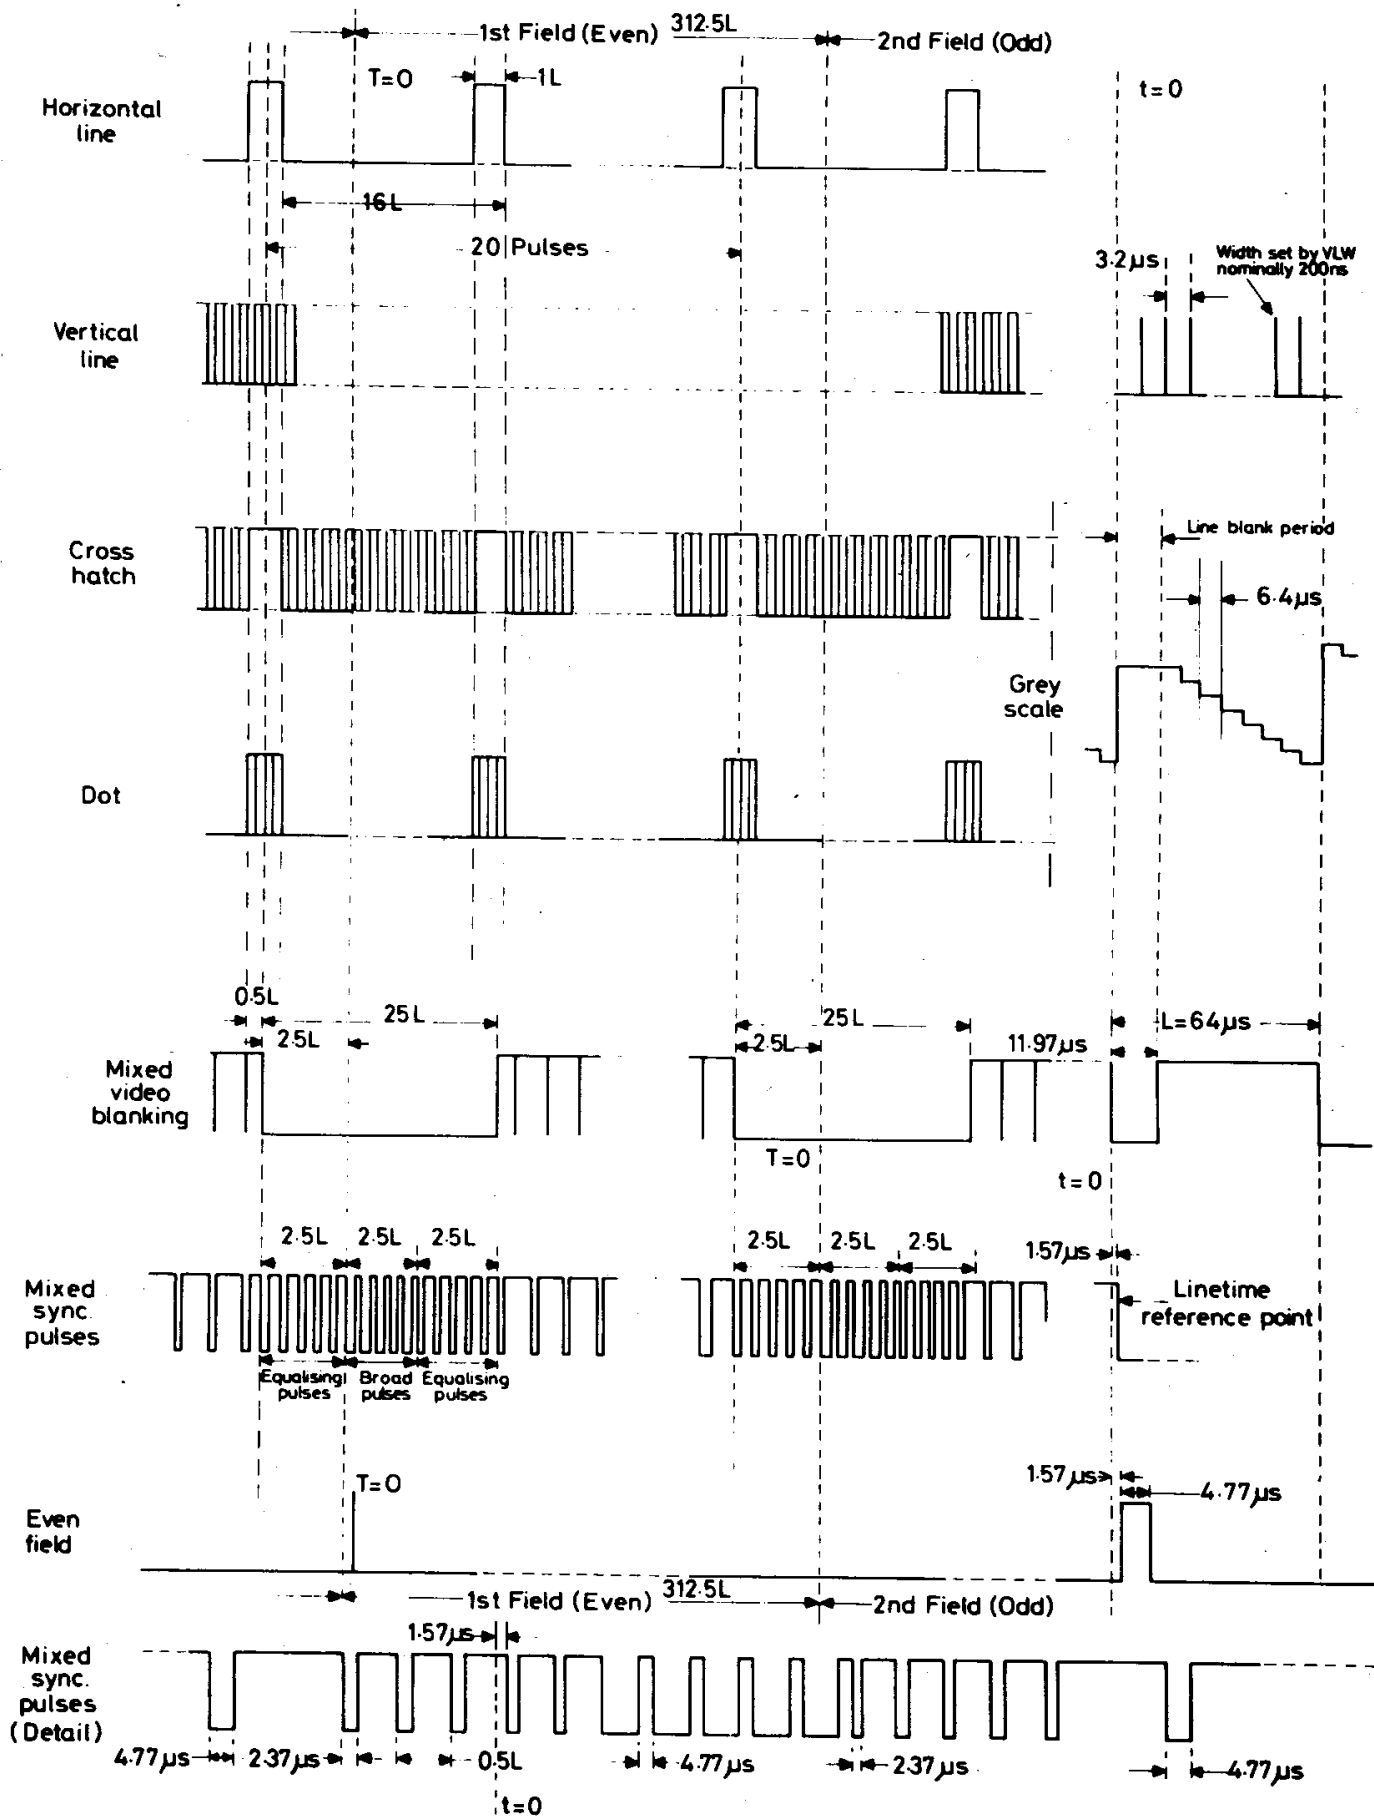 1st Field (Even) 312·5L 2nd Field (Odd)
T=0 1L t=0
Horizontal
line
16L
20 Pulses
3·2µs
Width set by VLW
nominally 200ns
Vertical
line
Cross
hatch
Line blank period
6·4µs
Grey
scale
Dot
0·5L
25L 25L
2·5L 2·5L
11·97µs
L=64µs
Mixed
video
blanking
T=0
t=0
2·5L 2·5L 2·5L 2·5L 2·5L 2·5L
1·57µs
Mixed
sync.
pulses
Linetime
reference point
Equalising
pulses
Broad
pulses
Equalising
pulses
T=0
1·57µs
4·77µs
Even
field
1st Field (Even) 312·5L 2nd Field (Odd)
1·57µs
Mixed
sync.
pulses
(Detail)
4·77µs 2·37µs 0·5L 4·77µs 2·37µs 4·77µs
t=0